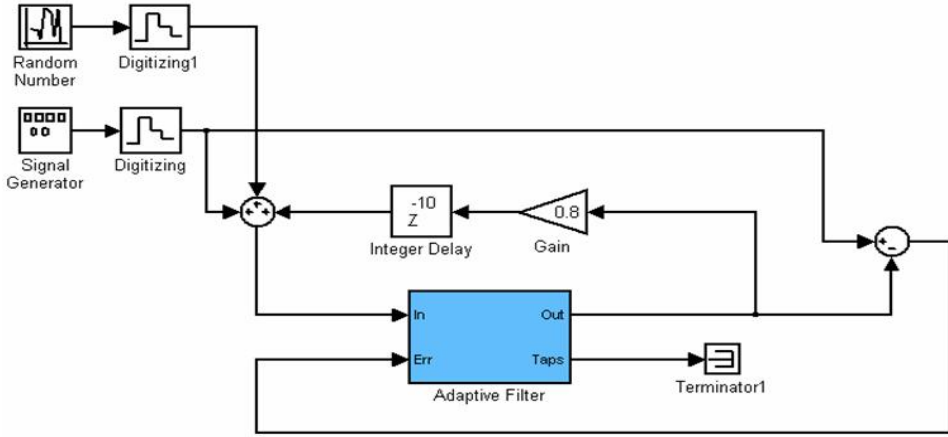 Random
Number
Digitizing1
Signal
Generator
Digitizing
-10
Z
Integer Delay
0.8
Gain
In
Out
Err
Taps
Adaptive Filter
Terminator1